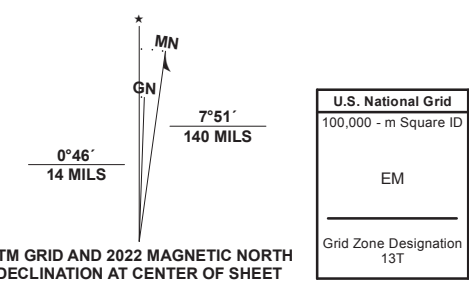 ★
MN
GN
7°51´
140 MILS
0°46´
14 MILS
TM GRID AND 2022 MAGNETIC NORTH
DECLINATION AT CENTER OF SHEET
U.S. National Grid
100,000 - m Square ID
EM
Grid Zone Designation
13T